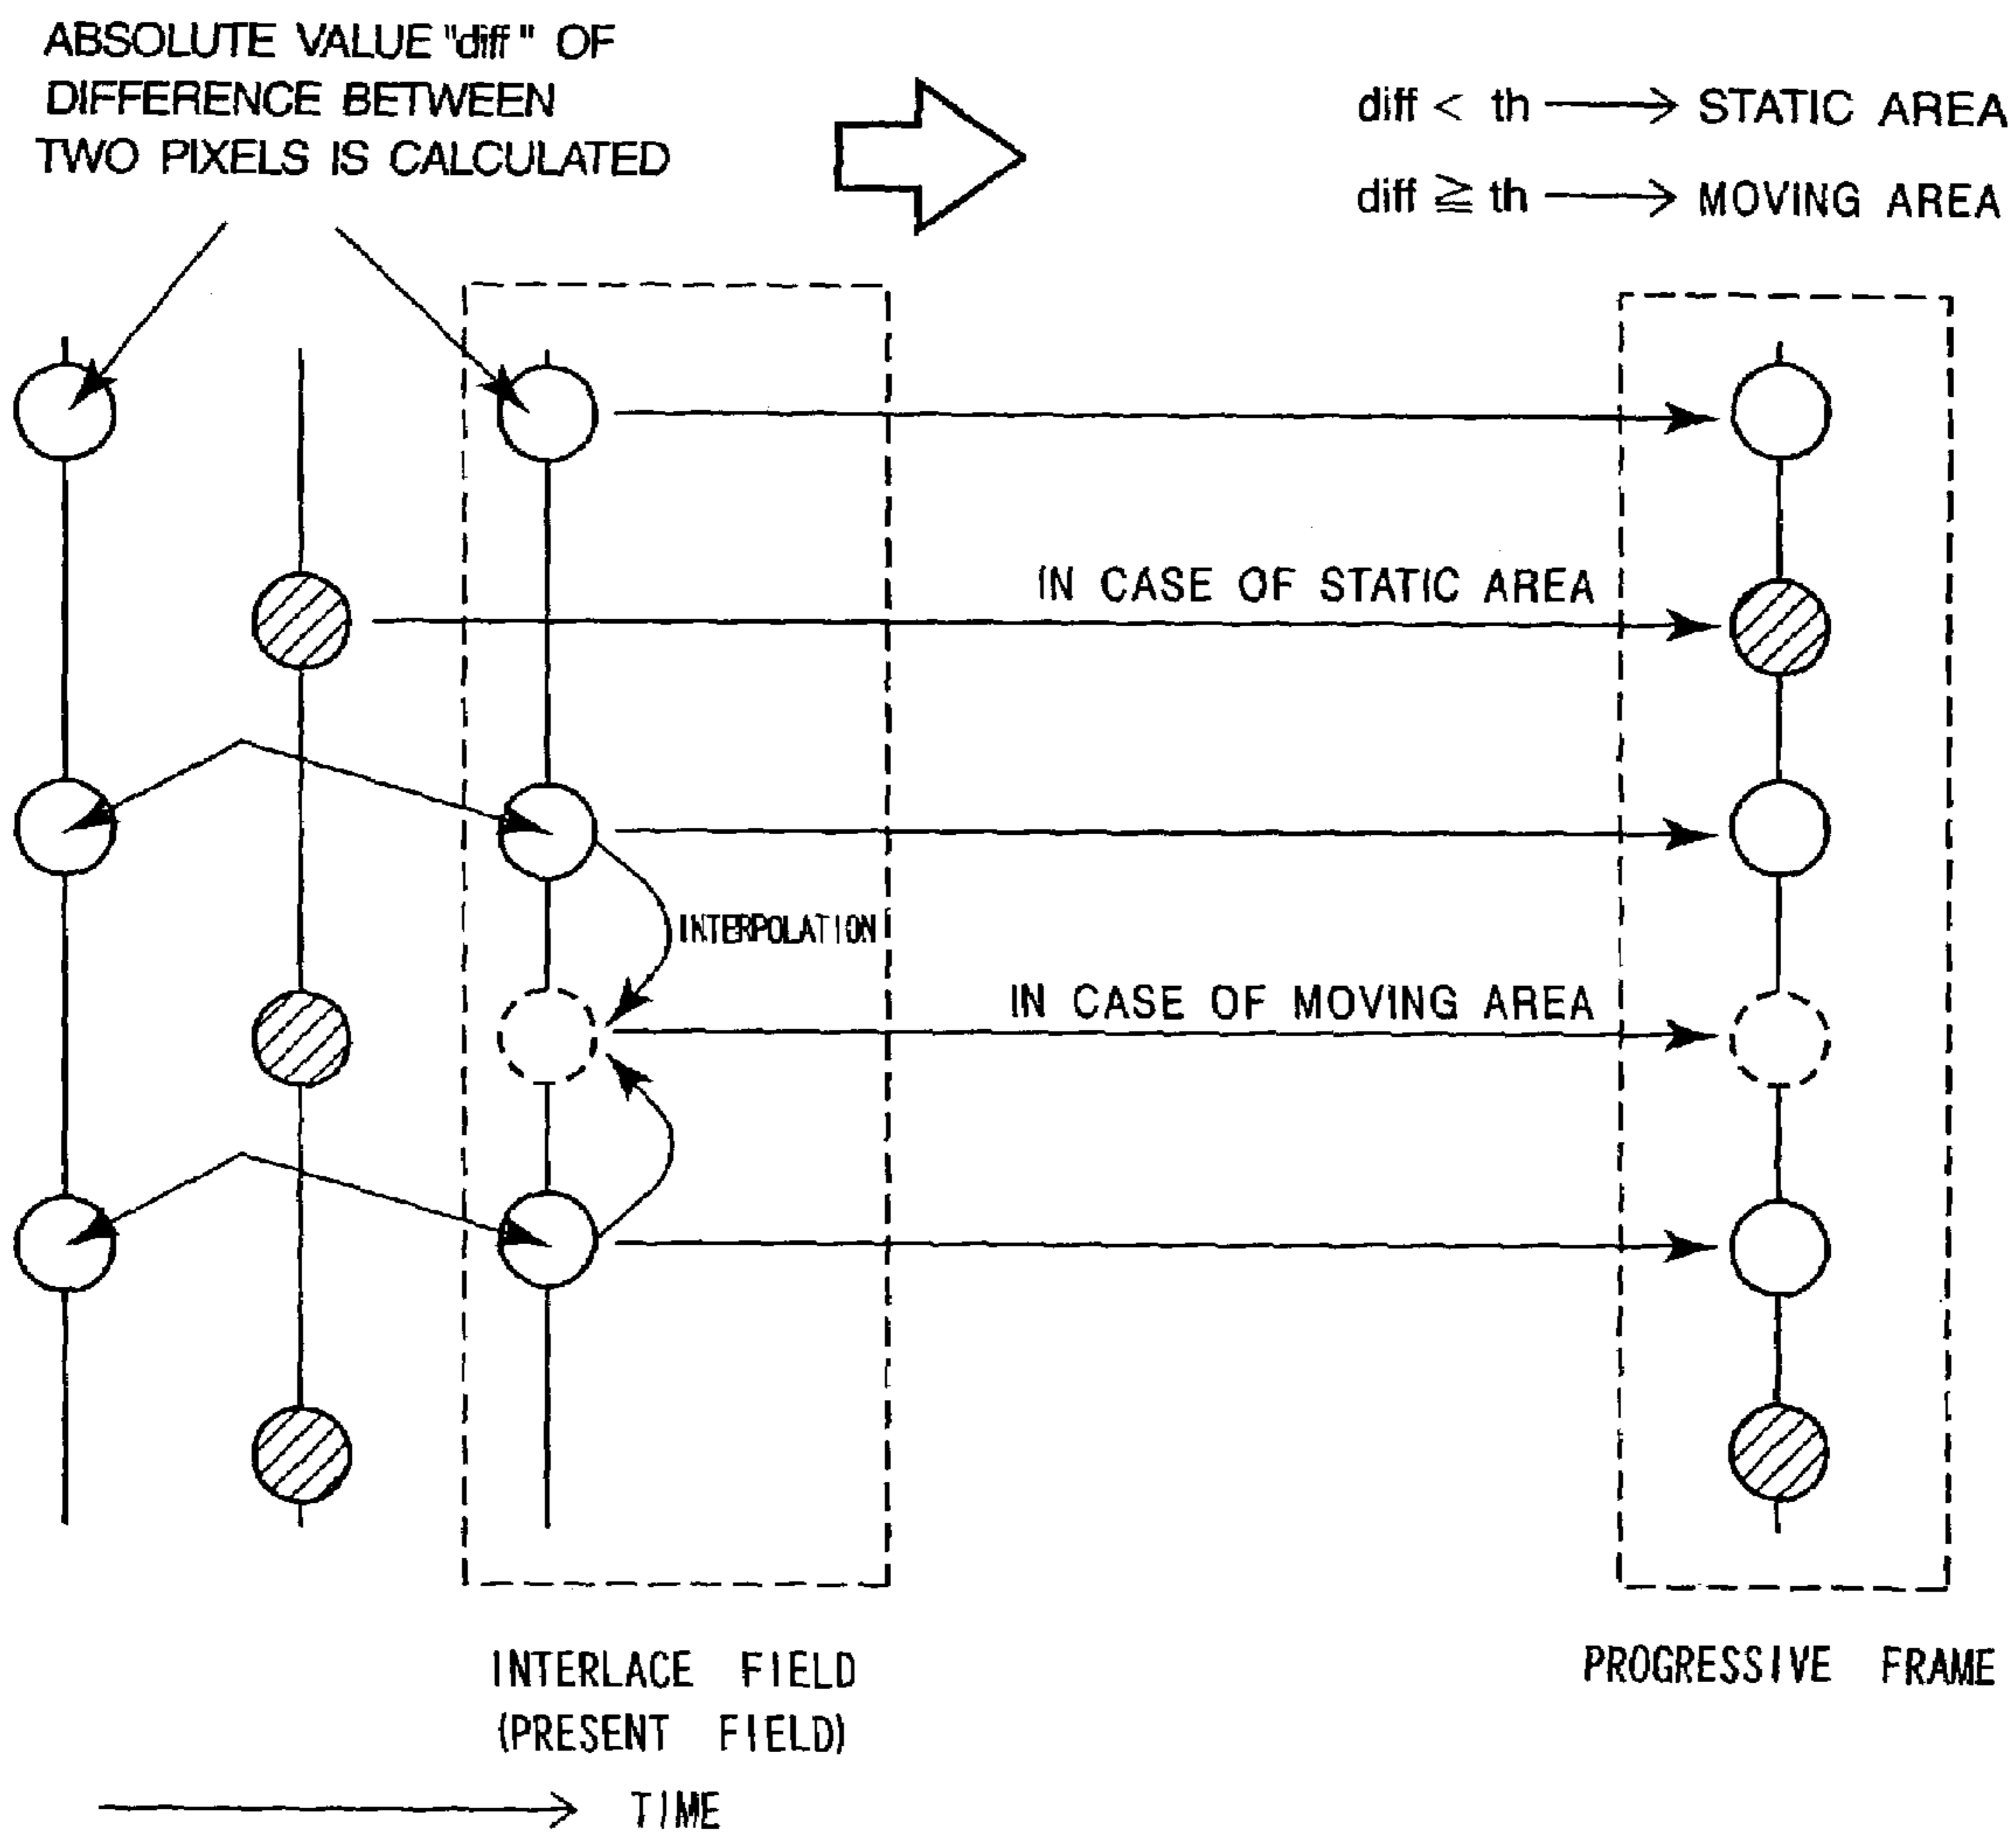 ABSOLUTE VALUE "diff" OF
DIFFERENCE BETWEEN
TWO PIXELS IS CALCULATED
diff < th → STATIC AREA
diff ≧ th → MOVING AREA
IN CASE OF STATIC AREA
INTERPOLATION
IN CASE OF MOVING AREA
INTERLACE FIELD
(PRESENT FIELD)
PROGRESSIVE FRAME
TIME